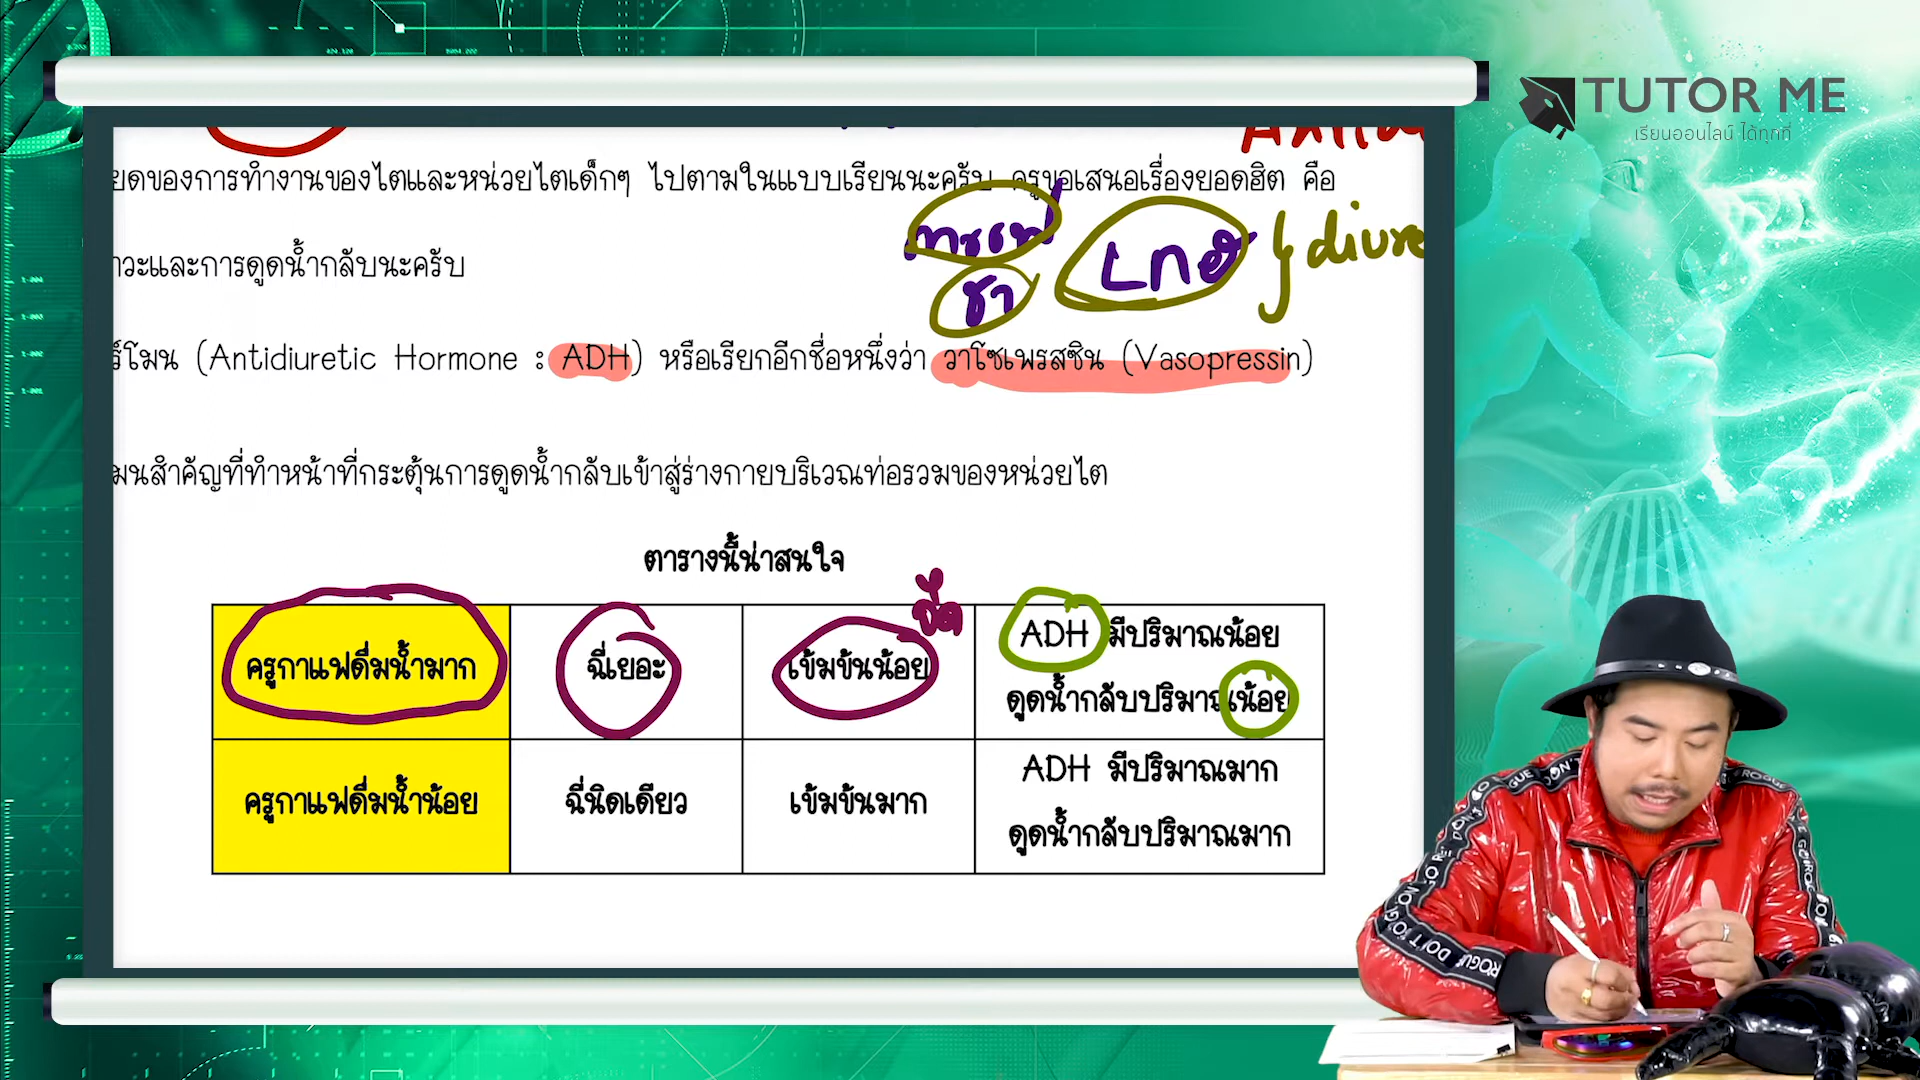 TUTOR ME
เรียนออนไลน์ ได้ทุกที่
ยดของการทำงานของไตและหน่วยไตเด็กๆ ไปตามในแบบเรียนนะครับ ครูขอเสนอเรื่องยอดฮิต คือ
กาแฟ
เกฮ
} diure
ชา
าวะและการดูดน้ำกลับนะครับ
ร์โมน (Antidiuretic Hormone : ADH) หรือเรียกอีกชื่อหนึ่งว่า วาโซเพรสซิน (Vasopressin)
มนสำคัญที่ทำหน้าที่กระตุ้นการดูดน้ำกลับเข้าสู่ร่างกายบริเวณท่อรวมของหน่วยไต
ตารางนี้น่าสนใจ
ครูกาแฟดื่มน้ำมาก
ฉี่เยอะ
เข้มข้นน้อย
ADH มีปริมาณน้อย
ดูดน้ำกลับปริมาณน้อย
ครูกาแฟดื่มน้ำน้อย
ฉี่นิดเดียว
เข้มข้นมาก
ADH มีปริมาณมาก
ดูดน้ำกลับปริมาณมาก